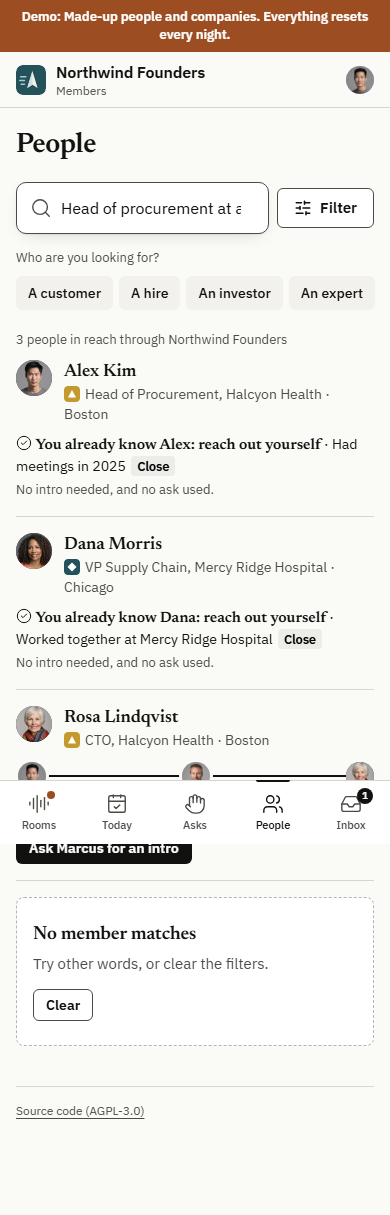 Demo: Made-up people and companies. Everything resets
every night.
Northwind Founders
Members
People
Head of procurement at a
Filter
Who are you looking for?
A customer
A hire
An investor
An expert
3 people in reach through Northwind Founders
Alex Kim
Head of Procurement, Halcyon Health ·
Boston
You already know Alex: reach out yourself · Had
meetings in 2025 Close
No intro needed, and no ask used.
Dana Morris
VP Supply Chain, Mercy Ridge Hospital ·
Chicago
You already know Dana: reach out yourself ·
Worked together at Mercy Ridge Hospital Close
No intro needed, and no ask used.
Rosa Lindqvist
CTO, Halcyon Health · Boston
Rooms
Today
Asks
People
Inbox
1
Ask Marcus for an intro
No member matches
Try other words, or clear the filters.
Clear
Source code (AGPL-3.0)